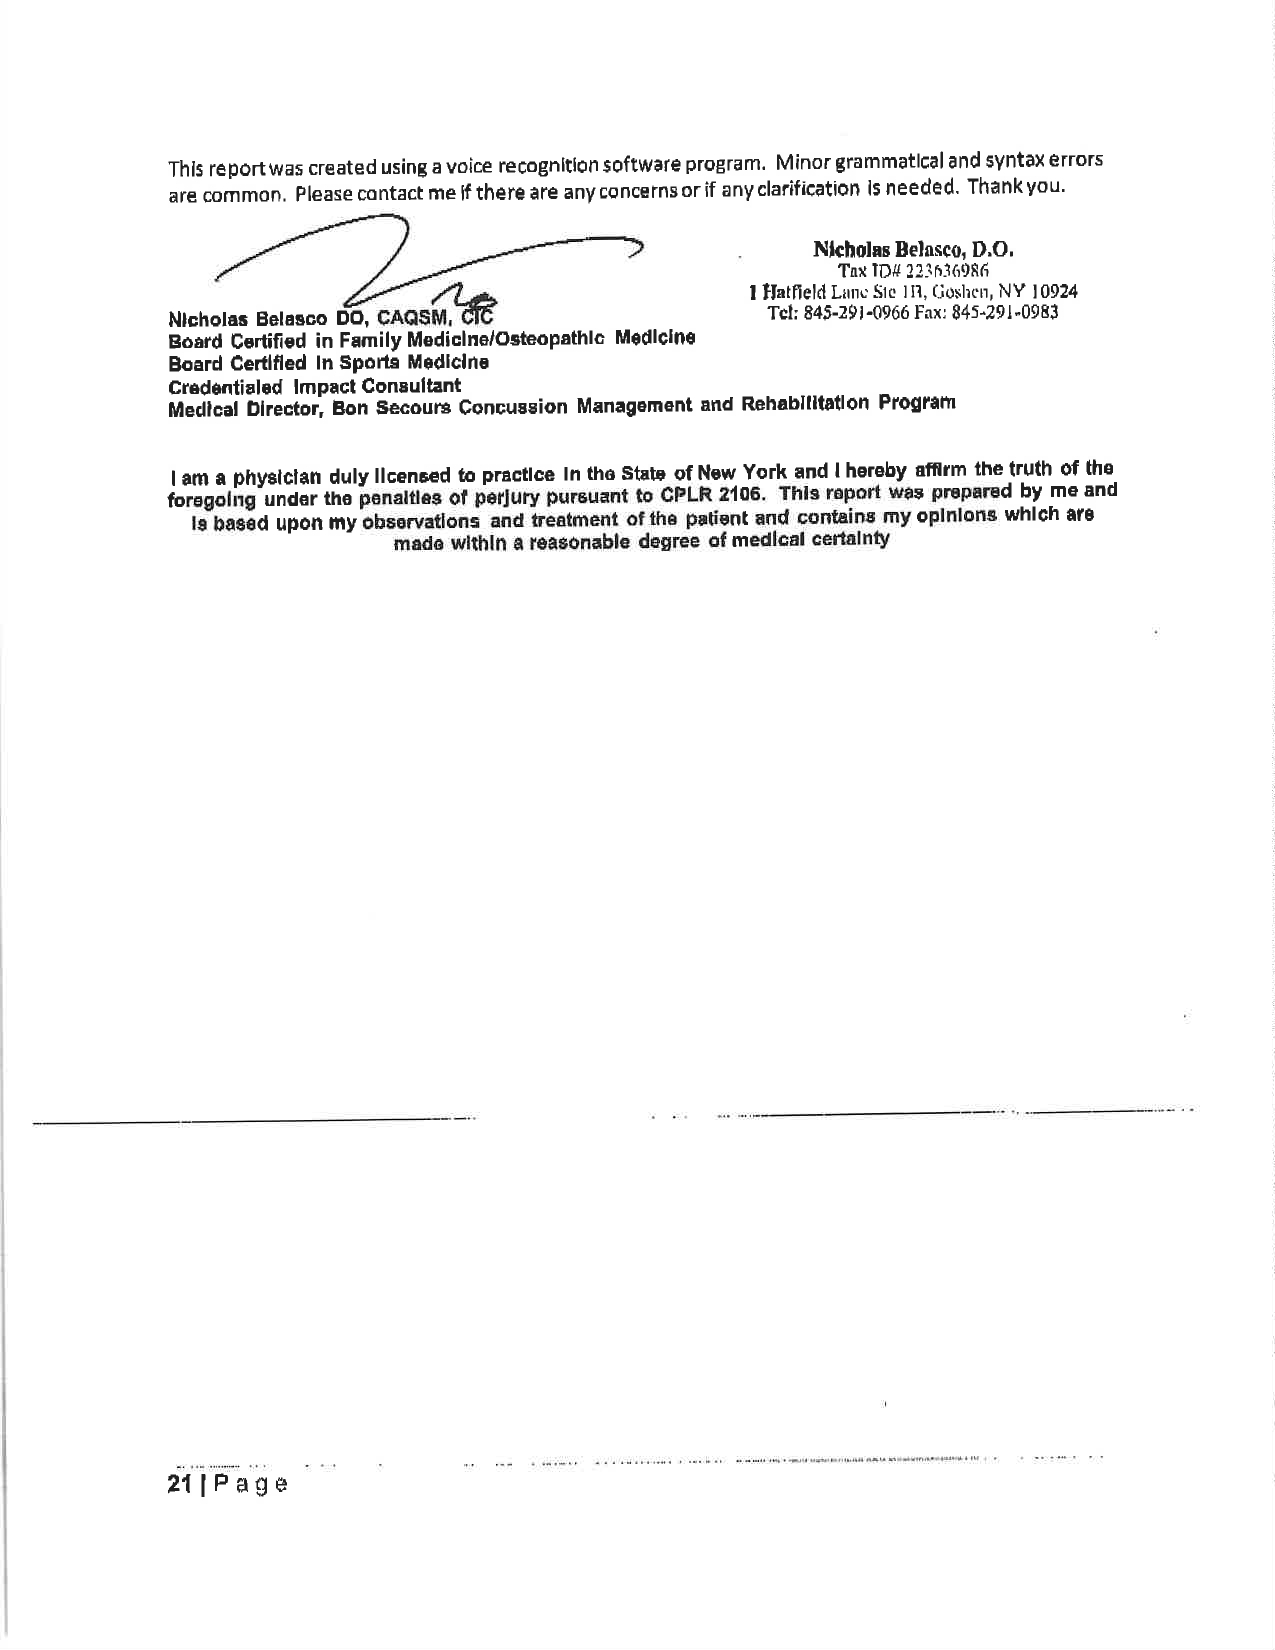 This report was created using a voice recognition software program. Minor grammatical and syntax errors
are common. Please contact me if there are any concerns or if any clarification is needed. Thank you.
Nicholas Belasco, D.O.
Tax ID# 223636986
1 Hatfield Lane Ste 1B, Goshen, NY 10924
Tel: 845-291-0966 Fax: 845-291-0983
Nicholas Belasco DO, CAQSM, CIC
Board Certified in Family Medicine/Osteopathic Medicine
Board Certified in Sports Medicine
Credentialed Impact Consultant
Medical Director, Bon Secours Concussion Management and Rehabilitation Program
I am a physician duly licensed to practice in the State of New York and I hereby affirm the truth of the
foregoing under the penalties of perjury pursuant to CPLR 2106. This report was prepared by me and
is based upon my observations and treatment of the patient and contains my opinions which are
made within a reasonable degree of medical certainty
21 | Page